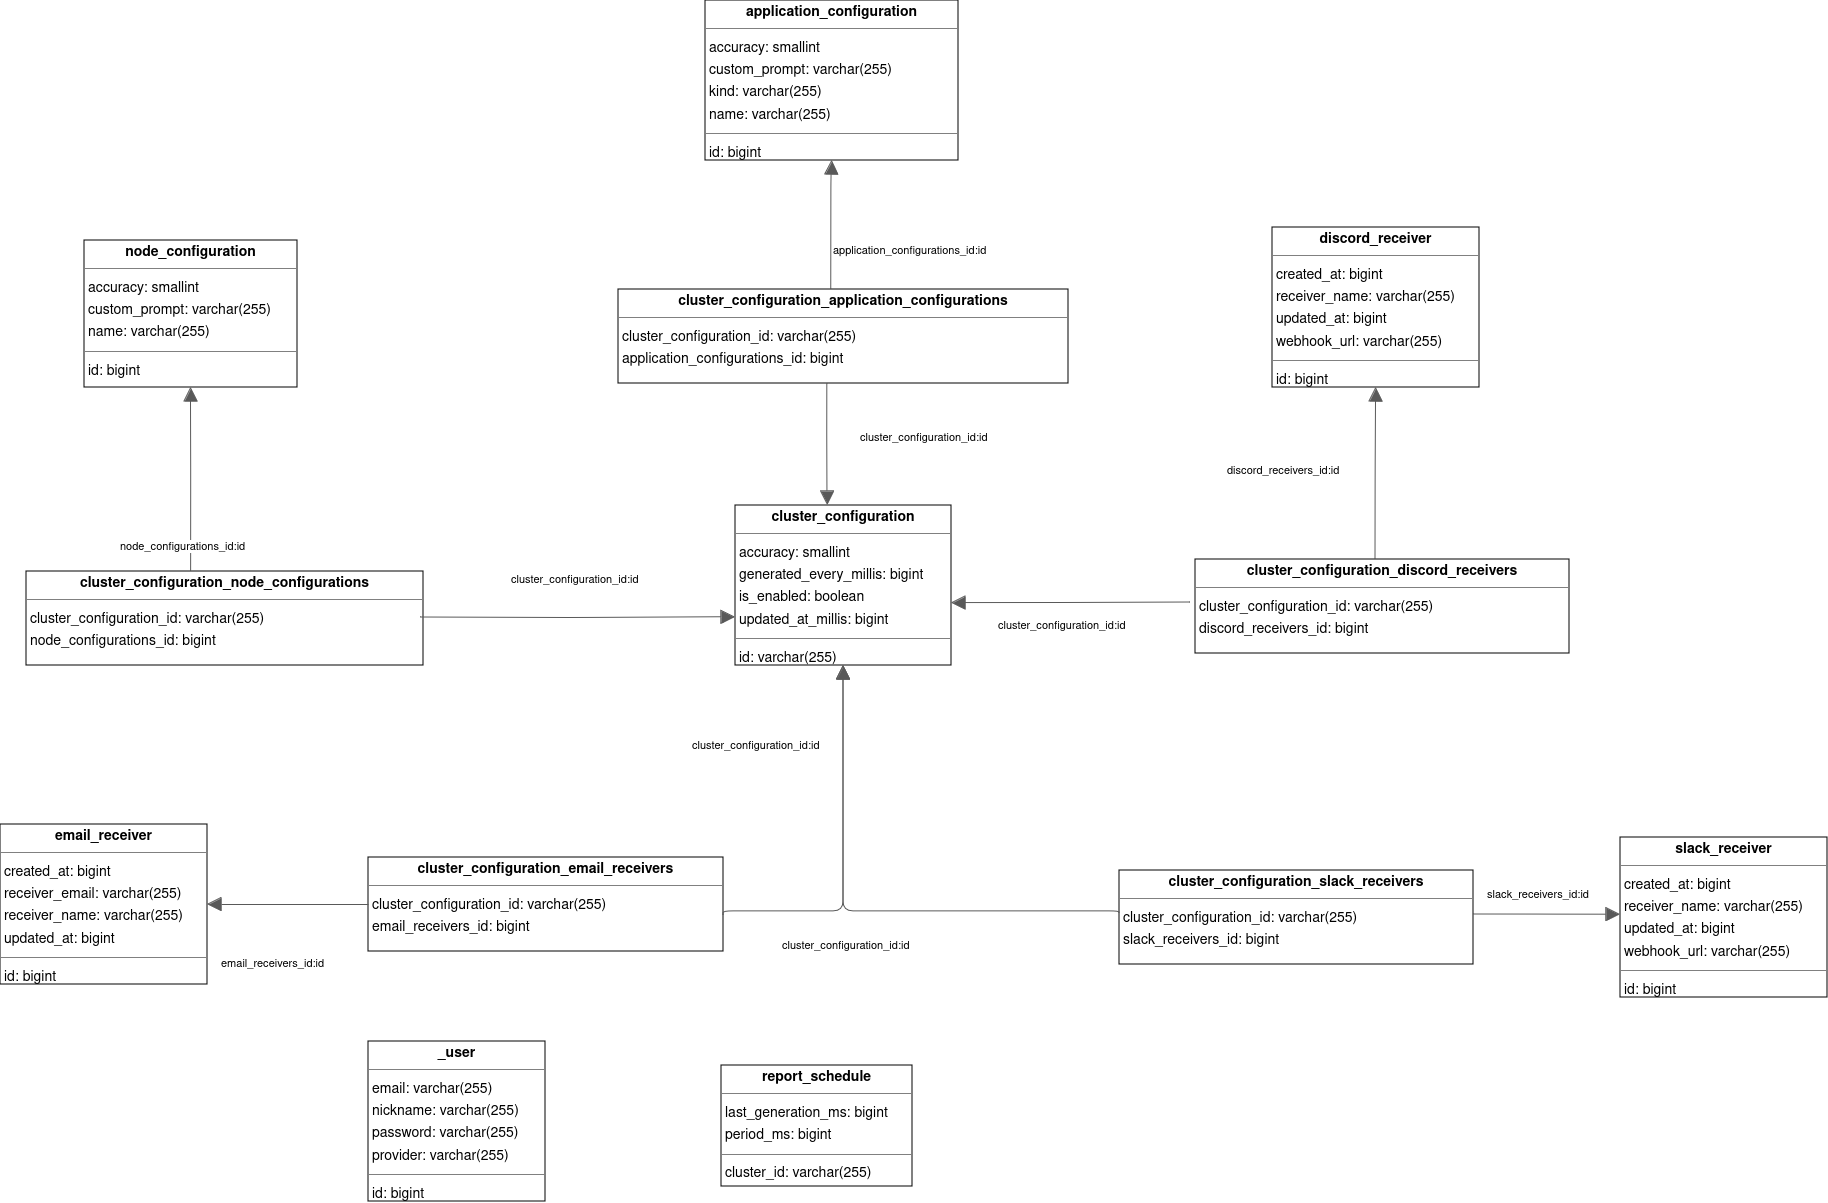 application_configuration
accuracy: smallint
custom_prompt: varchar(255)
kind: varchar(255)
name: varchar(255)
id: bigint
application_configurations_id:id
node_configuration
accuracy: smallint
custom_prompt: varchar(255)
name: varchar(255)
id: bigint
node_configurations_id:id
cluster_configuration_application_configurations
cluster_configuration_id: varchar(255)
application_configurations_id: bigint
cluster_configuration_id:id
discord_receiver
created_at: bigint
receiver_name: varchar(255)
updated_at: bigint
webhook_url: varchar(255)
id: bigint
discord_receivers_id:id
cluster_configuration_node_configurations
cluster_configuration_id: varchar(255)
node_configurations_id: bigint
cluster_configuration_id:id
cluster_configuration
accuracy: smallint
generated_every_millis: bigint
is_enabled: boolean
updated_at_millis: bigint
id: varchar(255)
cluster_configuration_id:id
cluster_configuration_discord_receivers
cluster_configuration_id: varchar(255)
discord_receivers_id: bigint
cluster_configuration_id:id
email_receiver
created_at: bigint
receiver_email: varchar(255)
receiver_name: varchar(255)
updated_at: bigint
id: bigint
email_receivers_id:id
cluster_configuration_email_receivers
cluster_configuration_id: varchar(255)
email_receivers_id: bigint
cluster_configuration_id:id
cluster_configuration_slack_receivers
cluster_configuration_id: varchar(255)
slack_receivers_id: bigint
slack_receivers_id:id
slack_receiver
created_at: bigint
receiver_name: varchar(255)
updated_at: bigint
webhook_url: varchar(255)
id: bigint
_user
email: varchar(255)
nickname: varchar(255)
password: varchar(255)
provider: varchar(255)
id: bigint
report_schedule
last_generation_ms: bigint
period_ms: bigint
cluster_id: varchar(255)